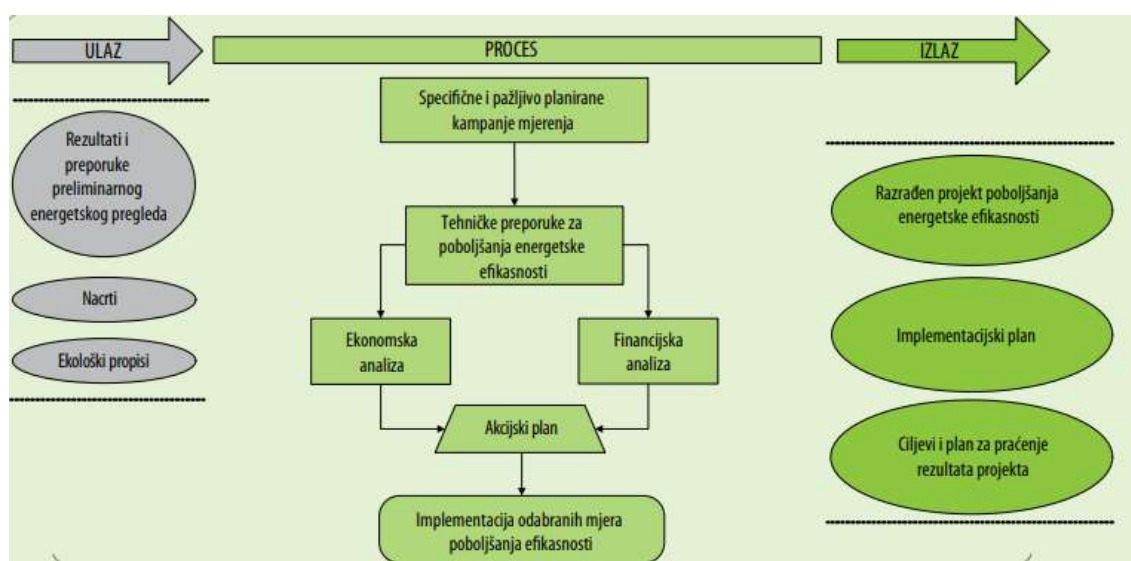 ULAZ
PROCES
IZLAZ
Rezultati i
preporuke
preliminarnog
energetskog pregleda
Nacrti
Ekološki propisi
Specifične i pažljivo planirane
kampanje mjerenja
Tehničke preporuke za
poboljšanja energetske
efikasnosti
Ekonomska
analiza
Financijska
analiza
Akcijski plan
Implementacija odabranih mjera
poboljšanja efikasnosti
Razrađen projekt poboljšanja
energetske efikasnosti
Implementacijski plan
Ciljevi i plan za praćenje
rezultata projekta